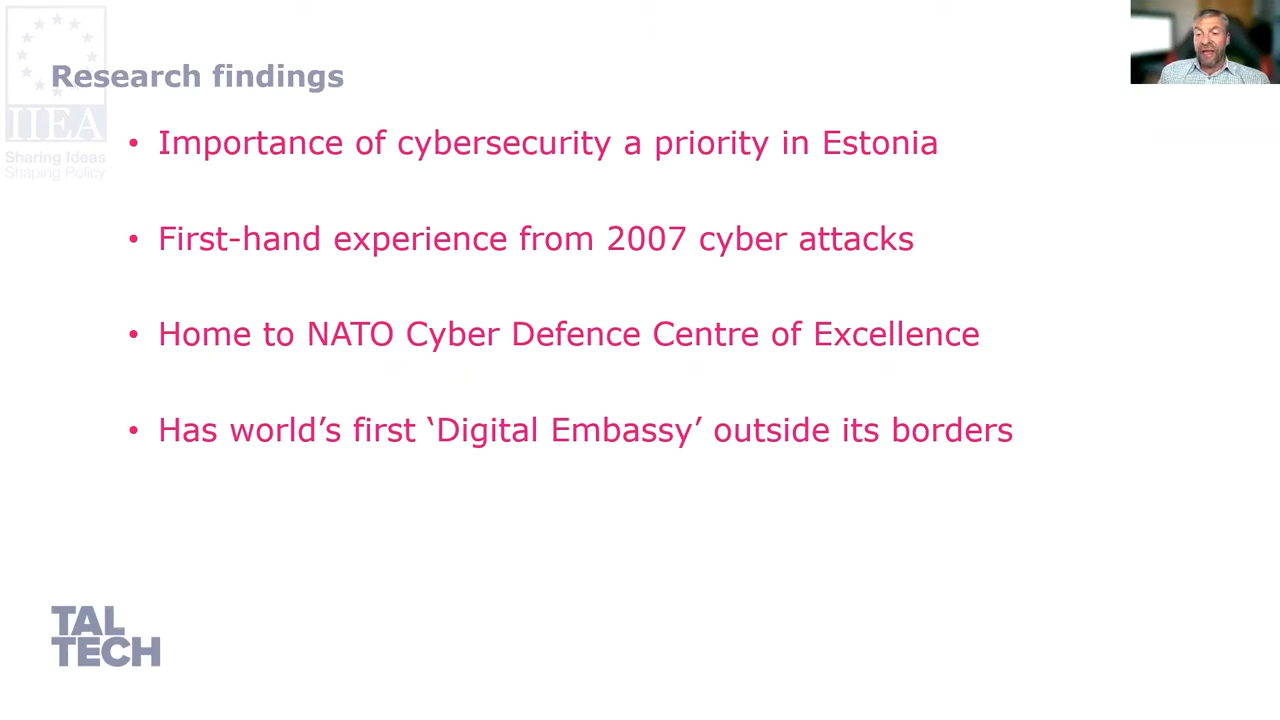 IIEA
Sharing Ideas
Shaping Policy
Research findings
• Importance of cybersecurity a priority in Estonia
• First-hand experience from 2007 cyber attacks
• Home to NATO Cyber Defence Centre of Excellence
• Has world’s first ‘Digital Embassy’ outside its borders
TAL
TECH